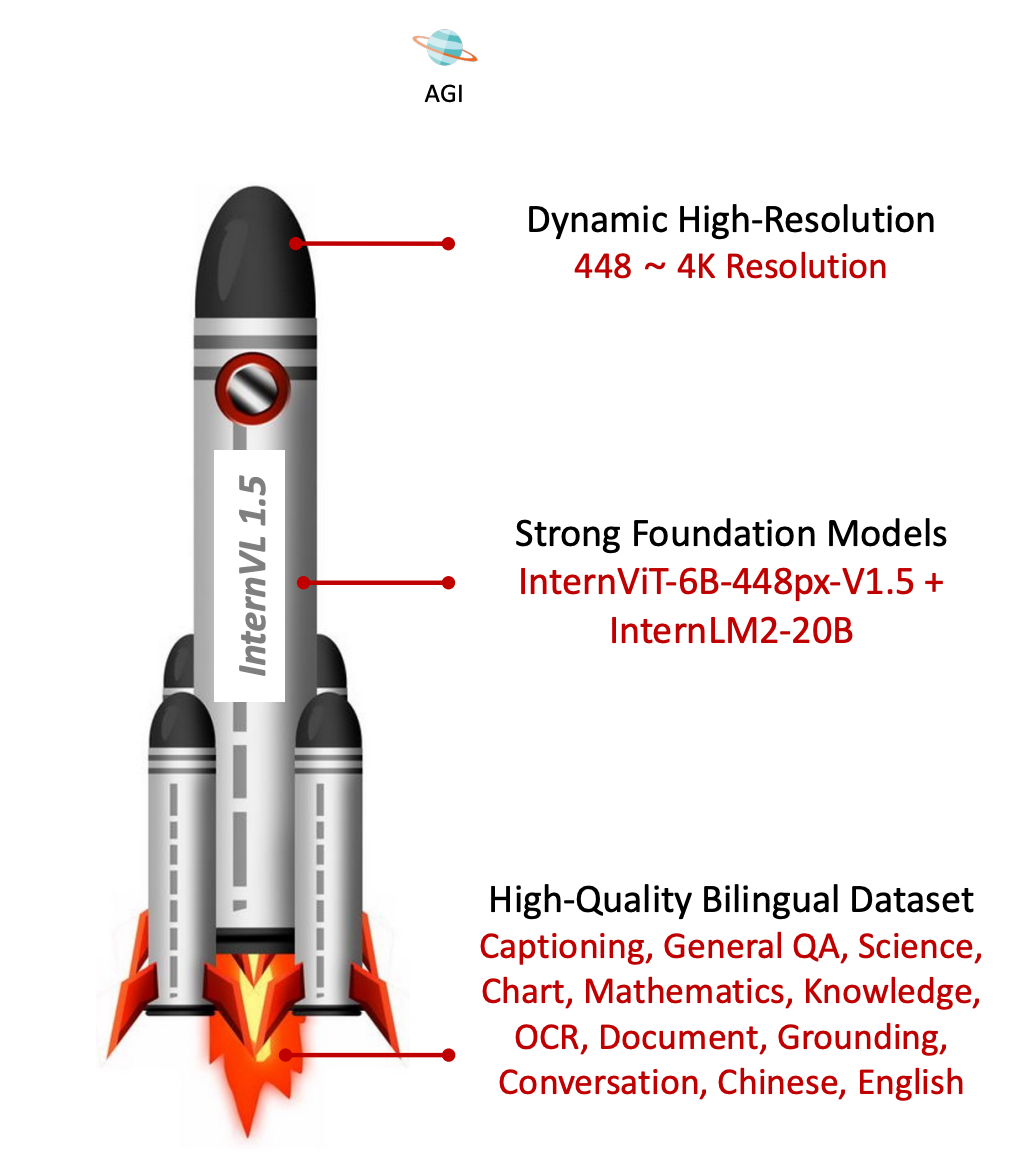 AGI
Dynamic High-Resolution
448 ~ 4K Resolution
InternVL 1.5
Strong Foundation Models
InternViT-6B-448px-V1.5 +
InternLM2-20B
High-Quality Bilingual Dataset
Captioning, General QA, Science,
Chart, Mathematics, Knowledge,
OCR, Document, Grounding,
Conversation, Chinese, English